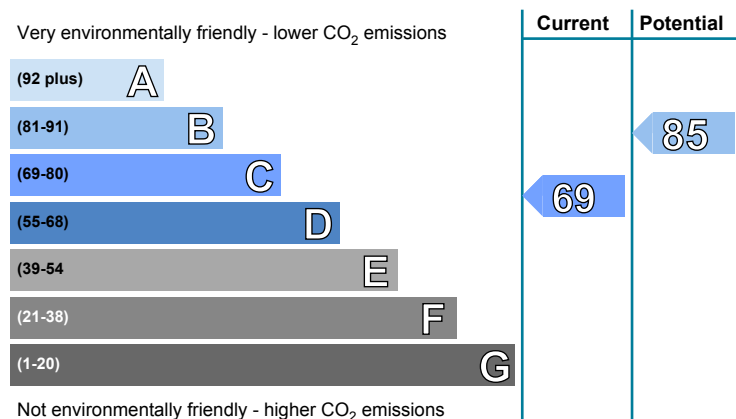 Current Potential
Very environmentally friendly - lower CO₂ emissions
(92 plus) A
(81-91) B
85
(69-80) C
69
(55-68) D
(39-54 E
(21-38) F
(1-20) G
Not environmentally friendly - higher CO₂ emissions